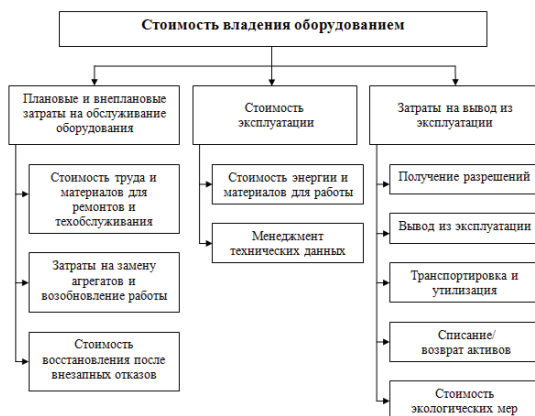 Стоимость владения оборудованием
Плановые и внеплановые
затраты на обслуживание
оборудования
Стоимость труда и
материалов для
ремонтов и
техобслуживания
Затраты на замену
агрегатов и
возобновление работы
Стоимость
восстановления после
внезапных отказов
Стоимость
эксплуатации
Стоимость энергии и
материалов для работы
Менеджмент
технических данных
Затраты на вывод из
эксплуатации
Получение разрешений
Вывод из эксплуатации
Транспортировка и
утилизация
Списание/
возврат активов
Стоимость
экологических мер